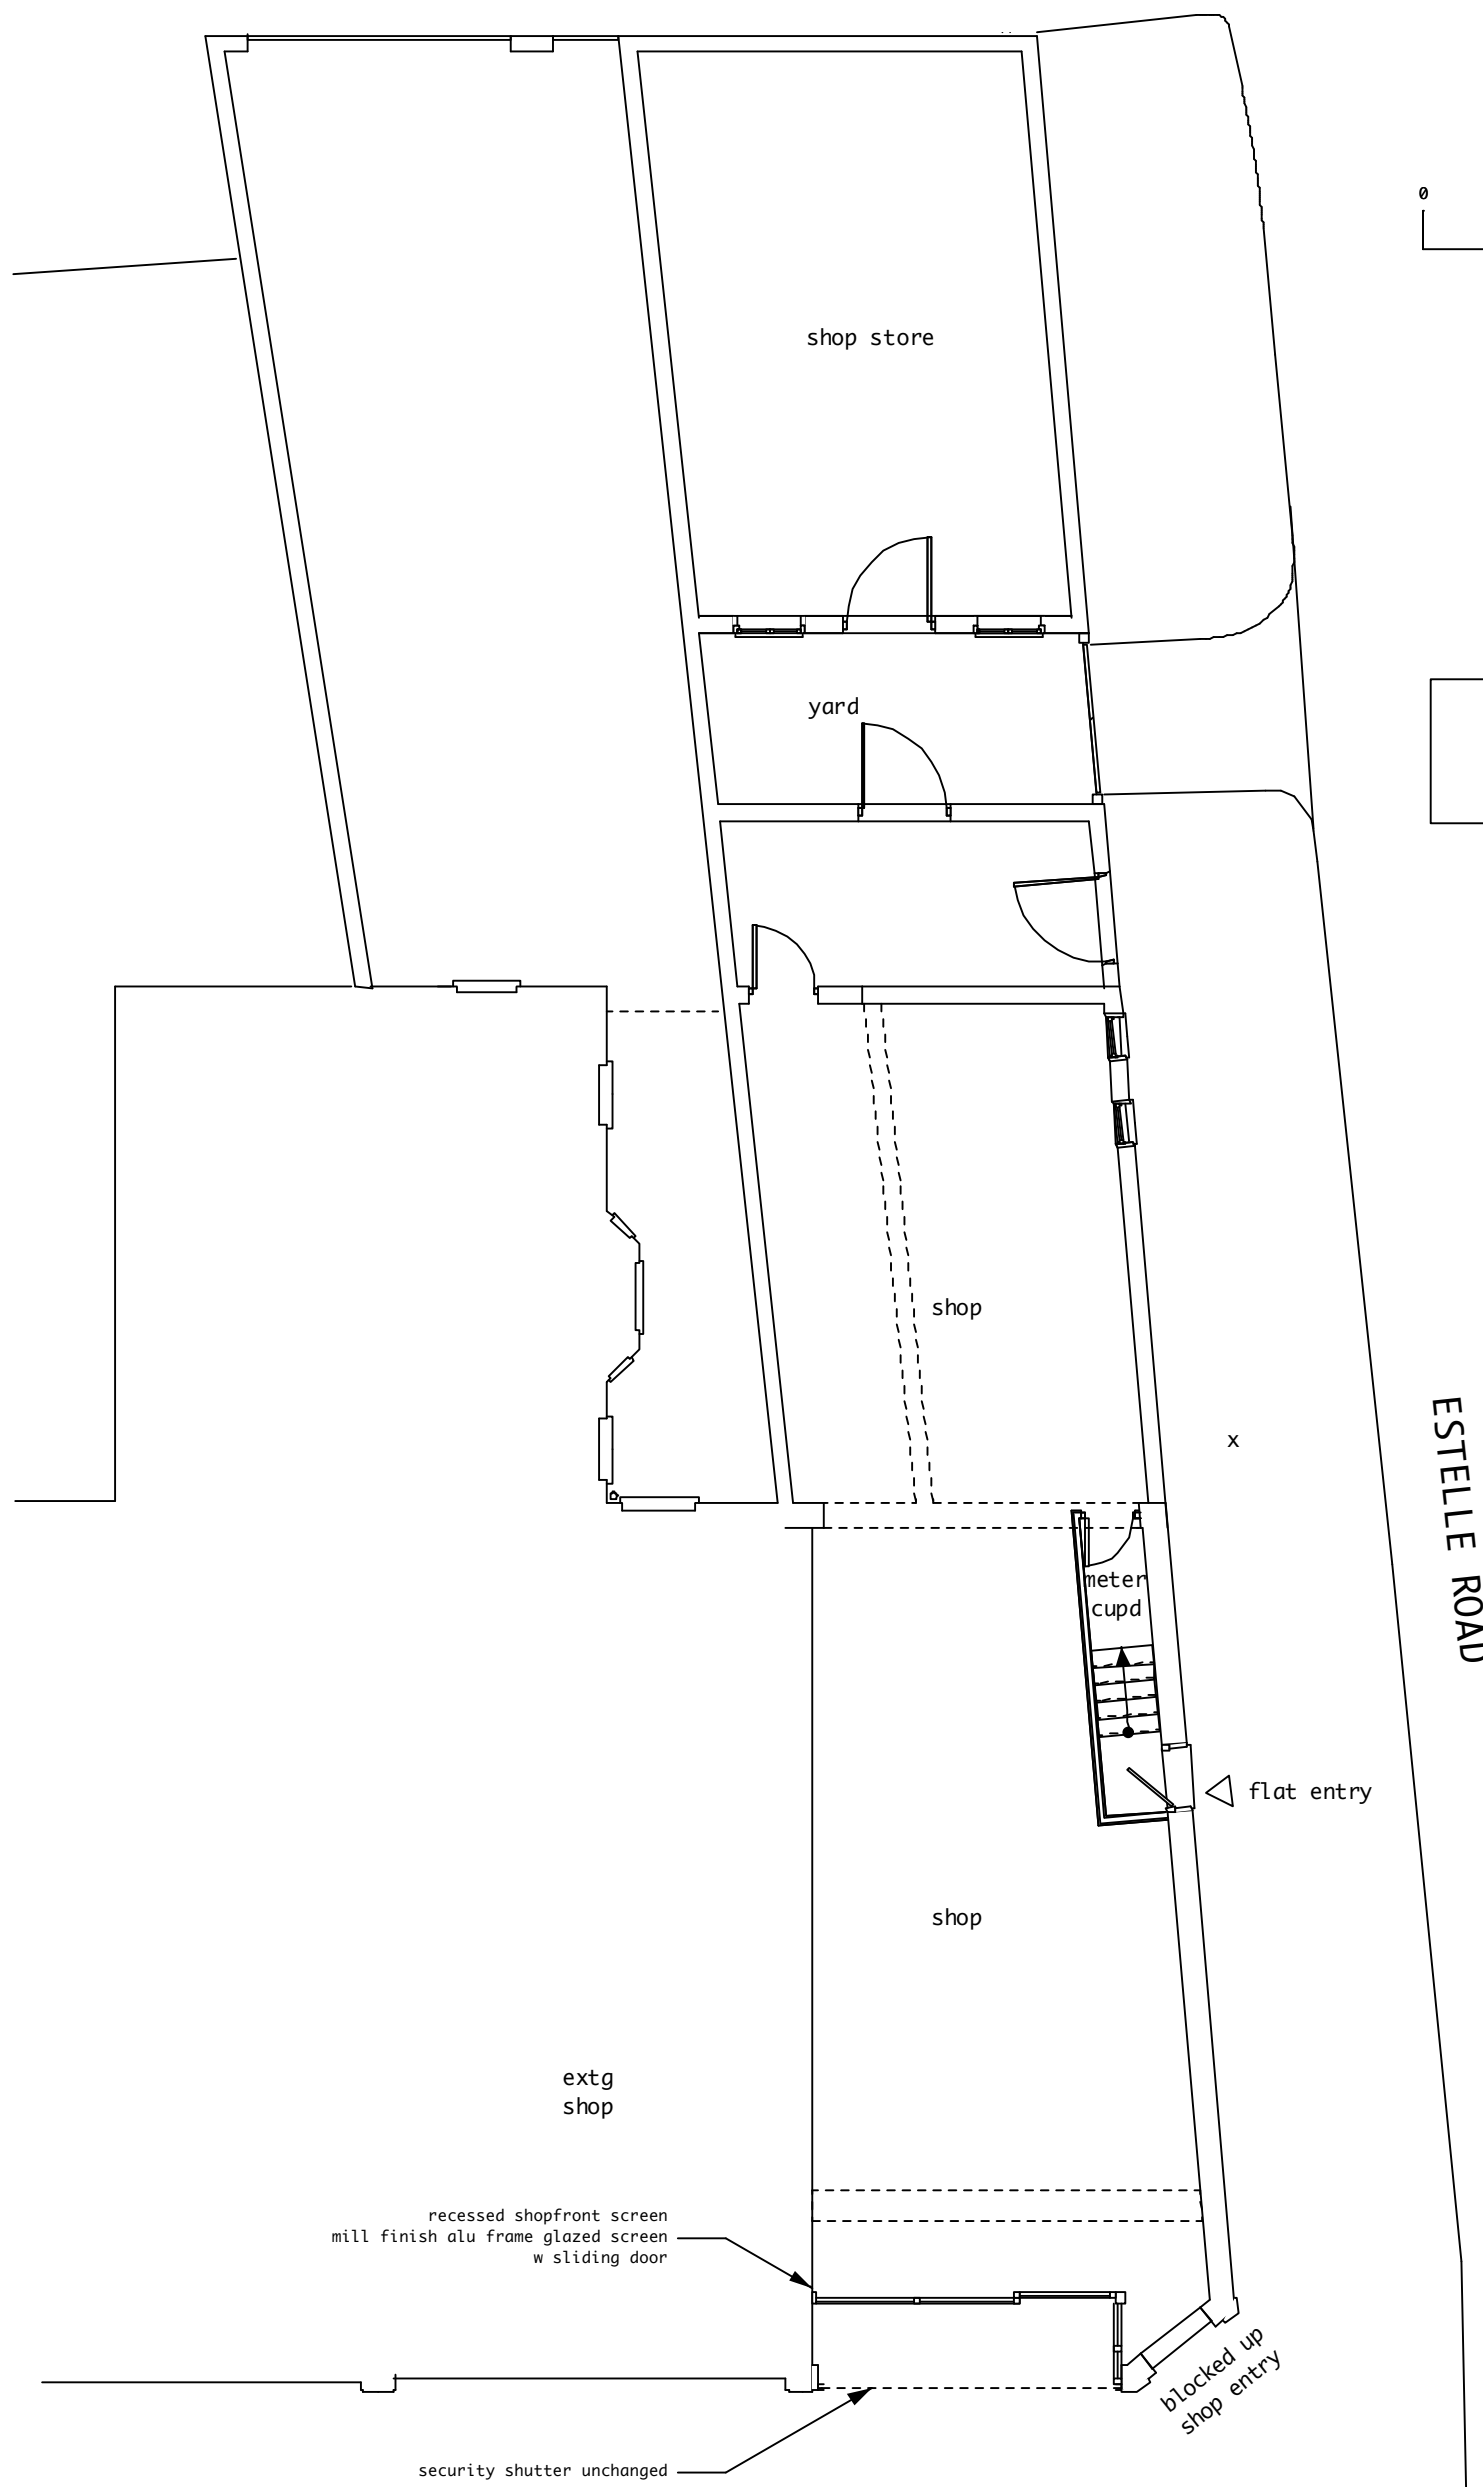 0
shop store
yard
shop
x
ESTELLE ROAD
meter
cupd
flat entry
shop
extg
shop
recessed shopfront screen
mill finish alu frame glazed screen
w sliding door
blocked up
shop entry
security shutter unchanged